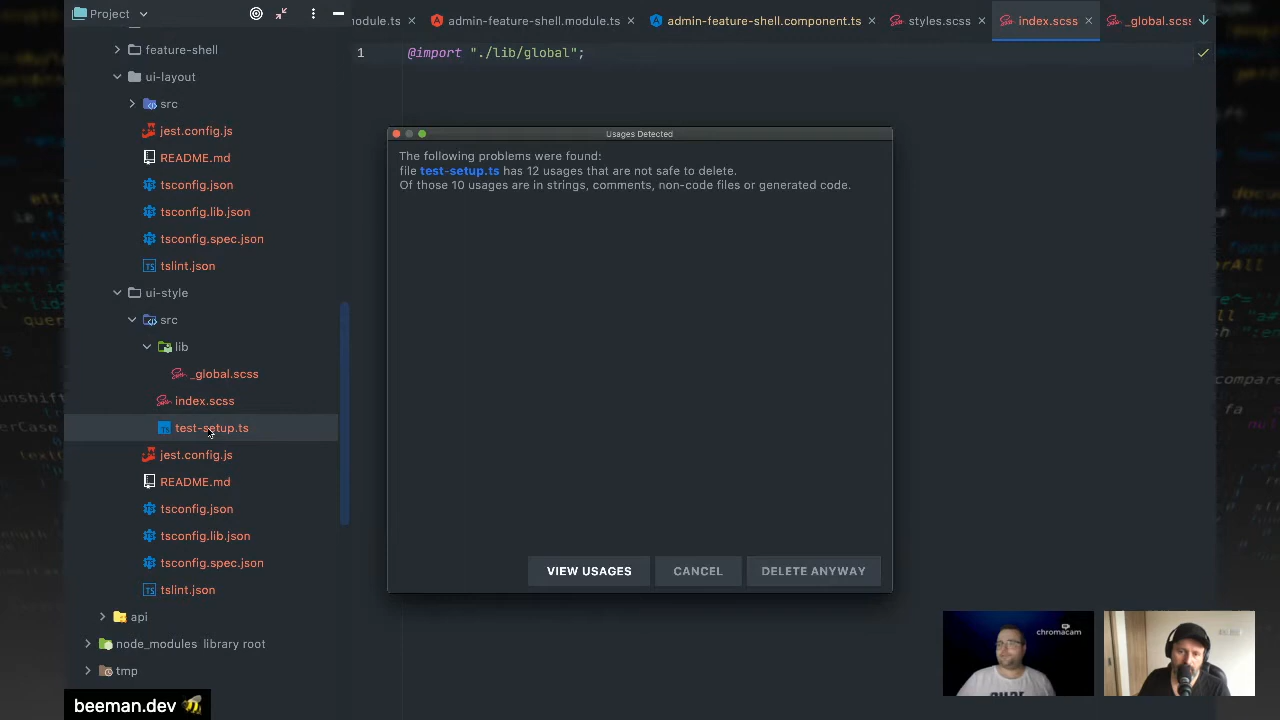 Project
module.ts
admin-feature-shell.module.ts
admin-feature-shell.component.ts
styles.scss
index.scss
_global.scss
1
@import "./lib/global";
feature-shell
ui-layout
src
jest.config.js
README.md
tsconfig.json
tsconfig.lib.json
tsconfig.spec.json
tslint.json
ui-style
src
lib
_global.scss
index.scss
test-setup.ts
jest.config.js
README.md
tsconfig.json
tsconfig.lib.json
tsconfig.spec.json
tslint.json
api
node_modules library root
tmp
Usages Detected
The following problems were found:
file test-setup.ts has 12 usages that are not safe to delete.
Of those 10 usages are in strings, comments, non-code files or generated code.
VIEW USAGES
CANCEL
DELETE ANYWAY
chromacam
beeman.dev